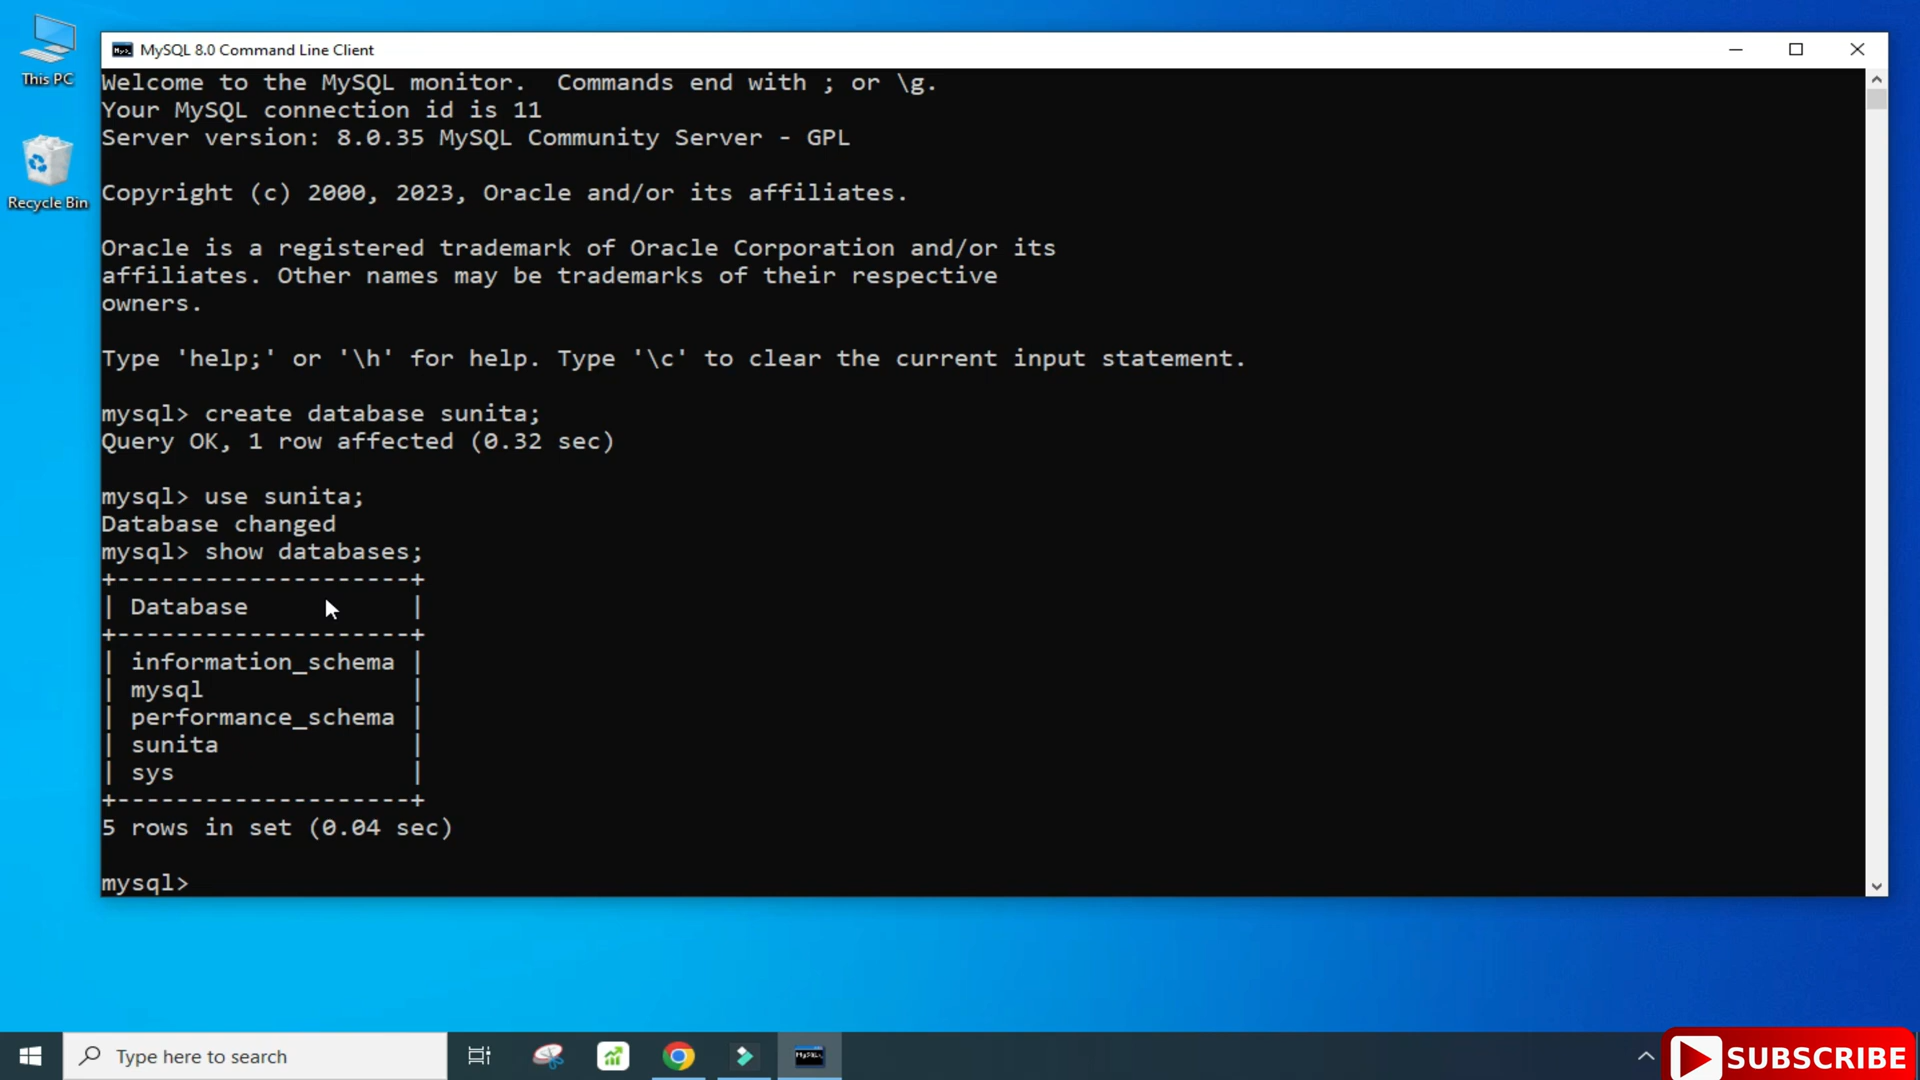 This PC
Recycle Bin
MySQL 8.0 Command Line Client
Welcome to the MySQL monitor.  Commands end with ; or \g.
Your MySQL connection id is 11
Server version: 8.0.35 MySQL Community Server - GPL
Copyright (c) 2000, 2023, Oracle and/or its affiliates.
Oracle is a registered trademark of Oracle Corporation and/or its
affiliates. Other names may be trademarks of their respective
owners.
Type 'help;' or '\h' for help. Type '\c' to clear the current input statement.
mysql> create database sunita;
Query OK, 1 row affected (0.32 sec)
mysql> use sunita;
Database changed
mysql> show databases;
+--------------------+
| Database           |
+--------------------+
| information_schema |
| mysql              |
| performance_schema |
| sunita             |
| sys                |
+--------------------+
5 rows in set (0.04 sec)
mysql>
Type here to search
SUBSCRIBE